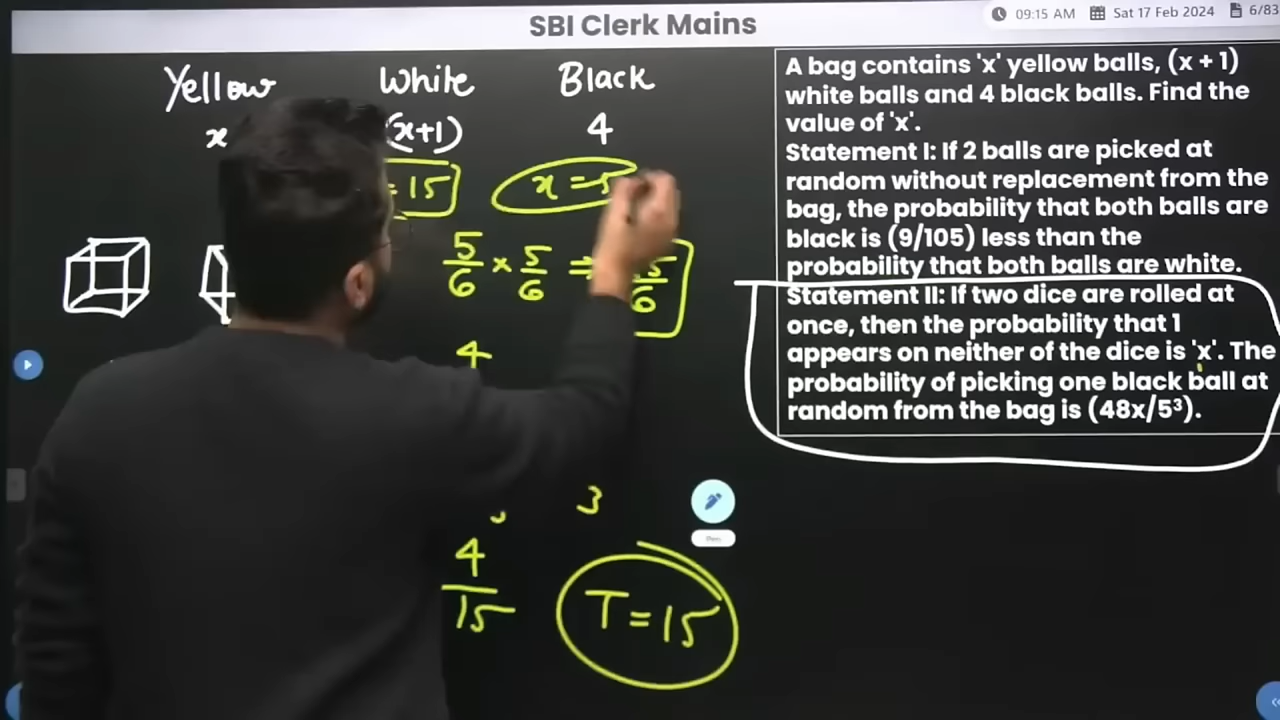 SBI Clerk Mains
09:15 AM Sat 17 Feb 2024 6/83
Yellow White Black
x (x+1) 4
= 15 x = 5
5/6 × 5/6 ⇒
6
4
3
4/15
T = 15
Pen
A bag contains 'x' yellow balls, (x + 1)
white balls and 4 black balls. Find the
value of 'x'.
Statement I: If 2 balls are picked at
random without replacement from the
bag, the probability that both balls are
black is (9/105) less than the
probability that both balls are white.
Statement II: If two dice are rolled at
once, then the probability that 1
appears on neither of the dice is 'x'. The
probability of picking one black ball at
random from the bag is (48x/5³).